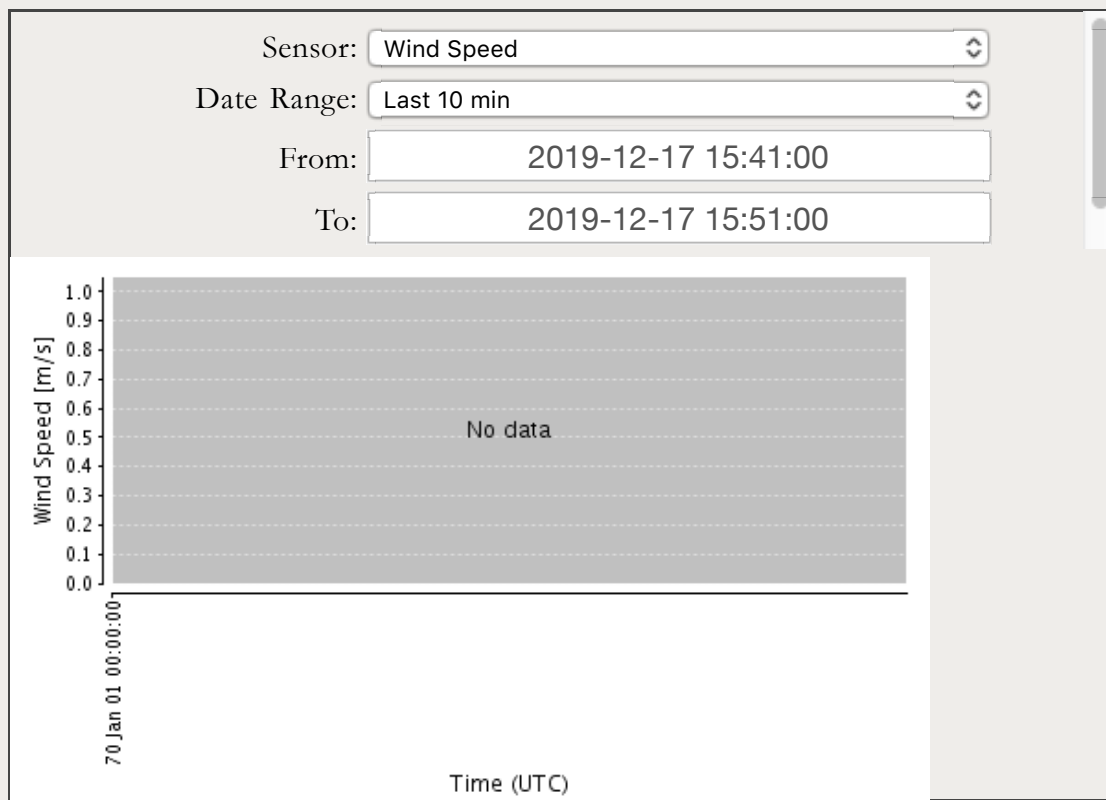 Sensor: Wind Speed
Date Range: Last 10 min
From: 2019-12-17 15:41:00
To: 2019-12-17 15:51:00
Wind Speed [m/s]
1.0
0.9
0.8
0.7
0.6
0.5
0.4
0.3
0.2
0.1
0.0
No data
70 Jan 01 00:00:00
Time (UTC)